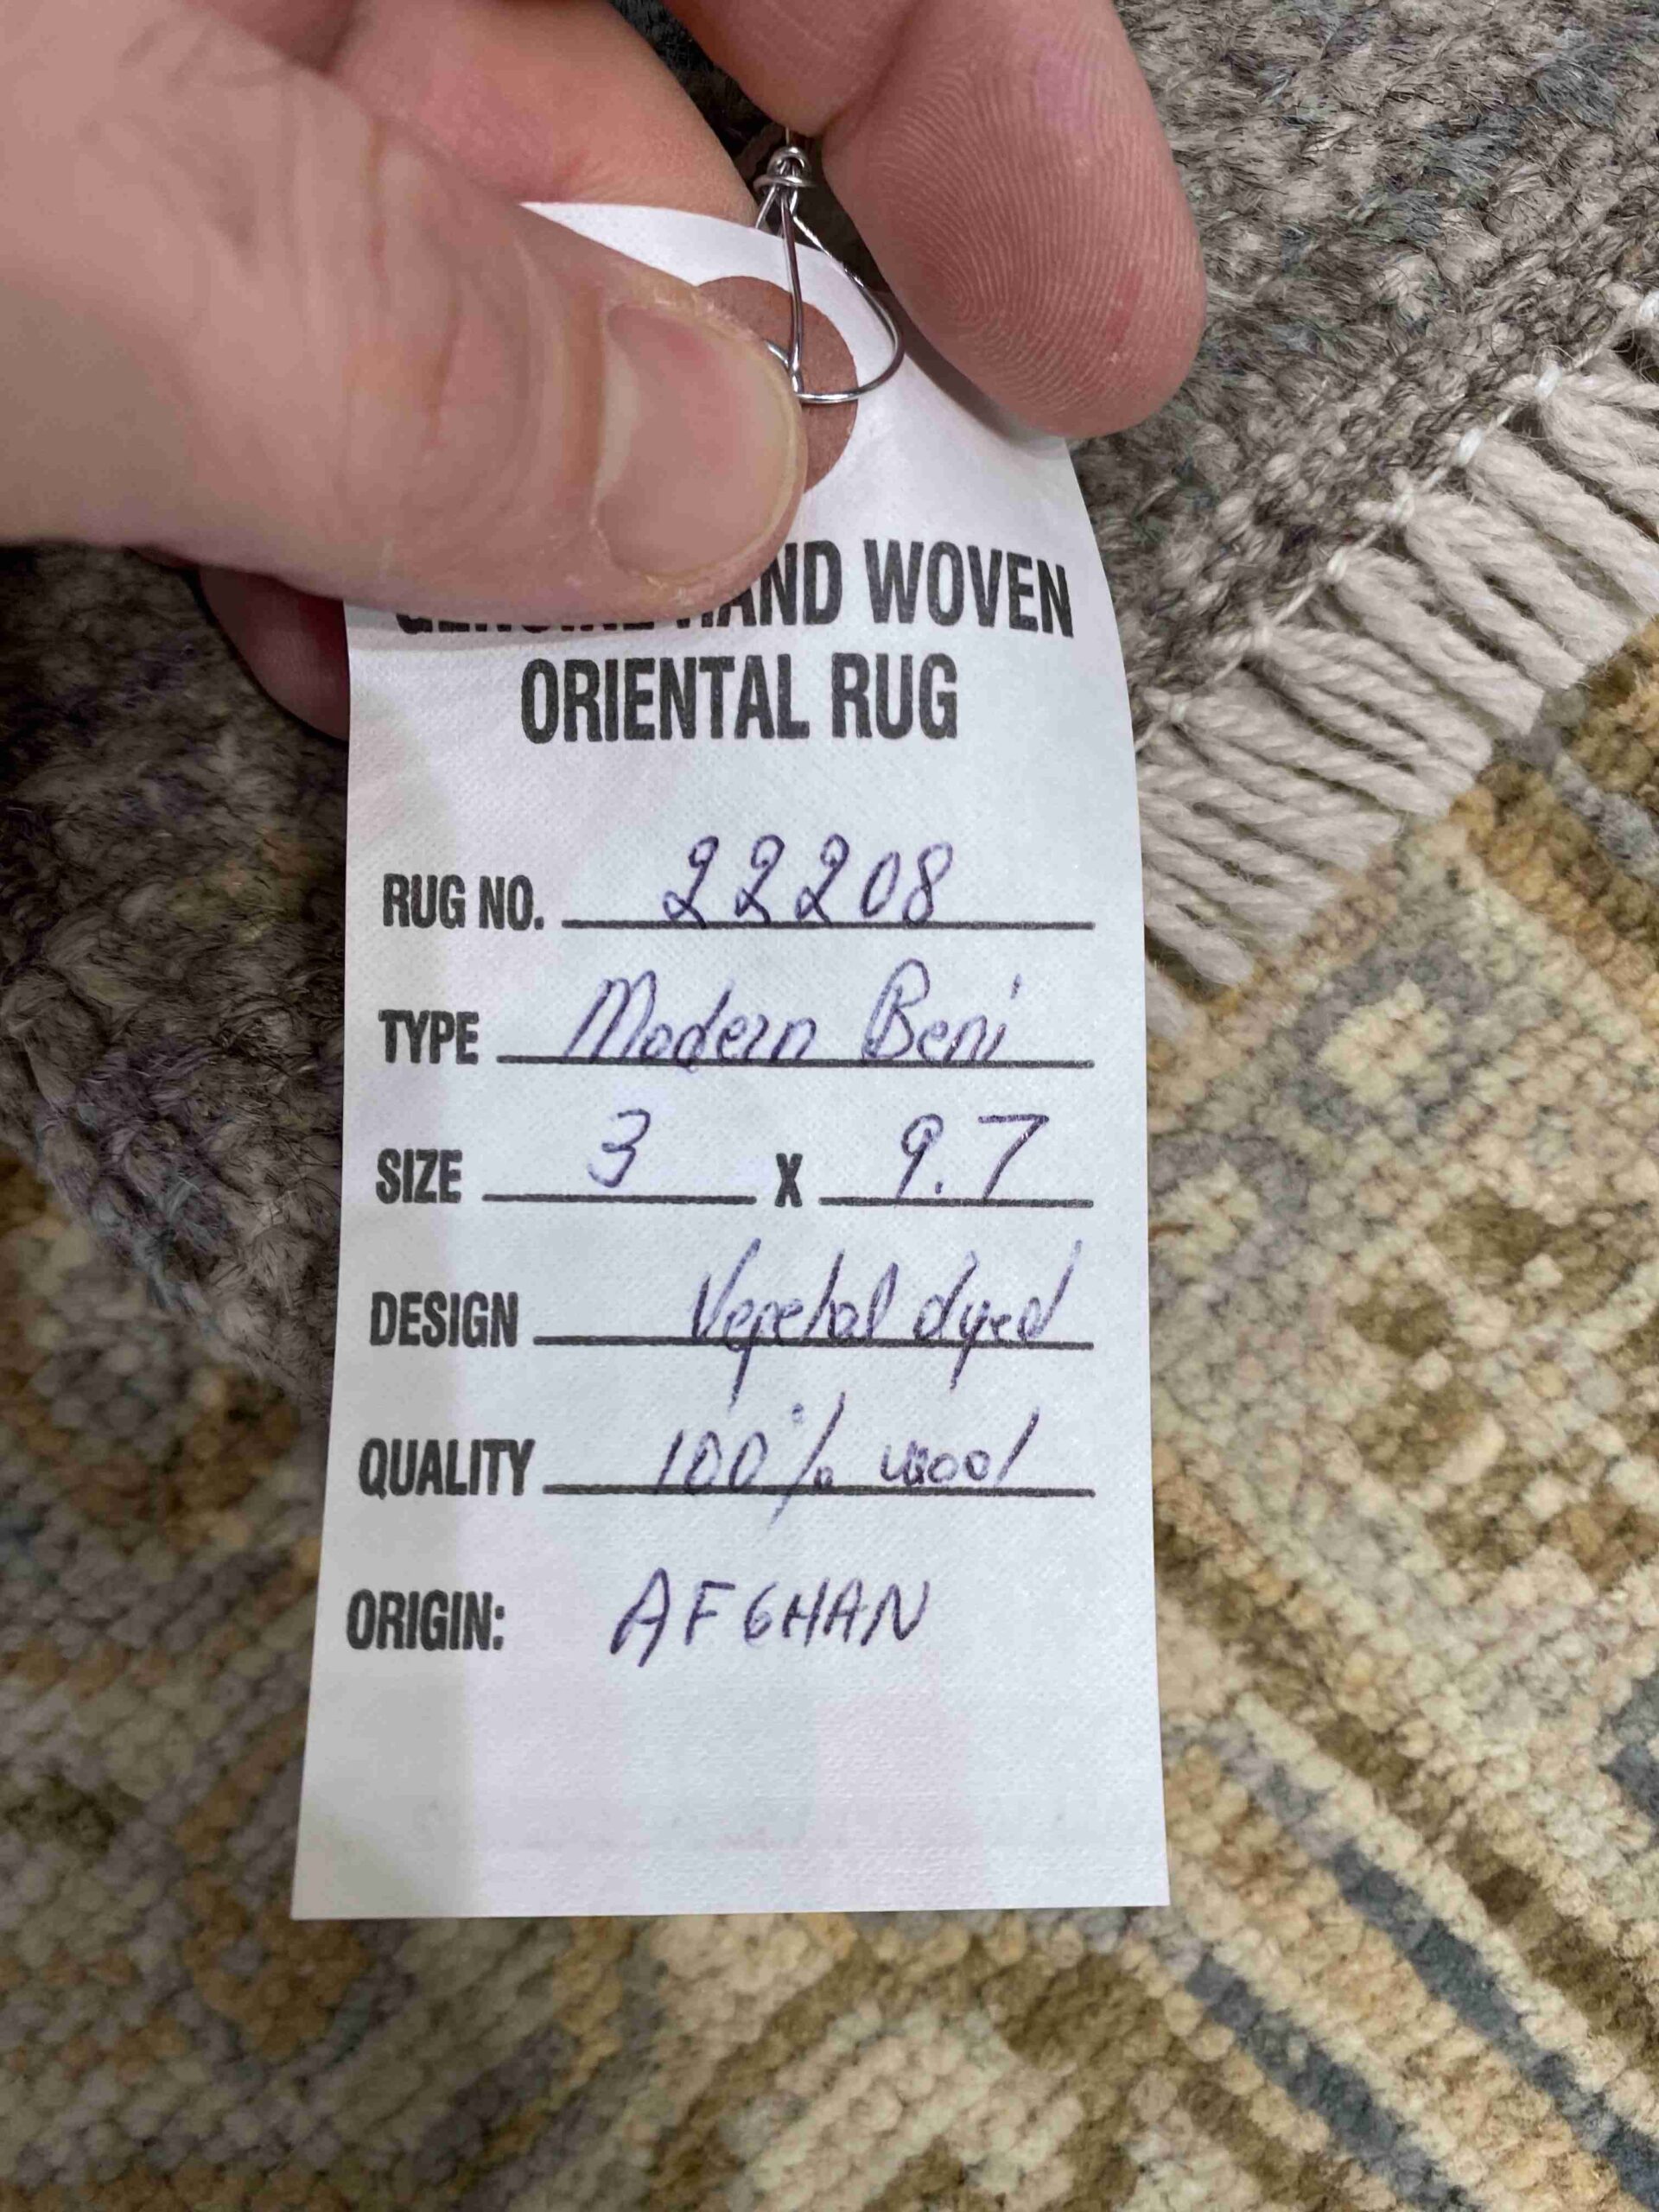 GENUINE HAND WOVEN
ORIENTAL RUG
RUG NO. 22208
TYPE Modern Beni
SIZE 3 X 9.7
DESIGN Vegetal dyed
QUALITY 100% wool
ORIGIN: AFGHAN